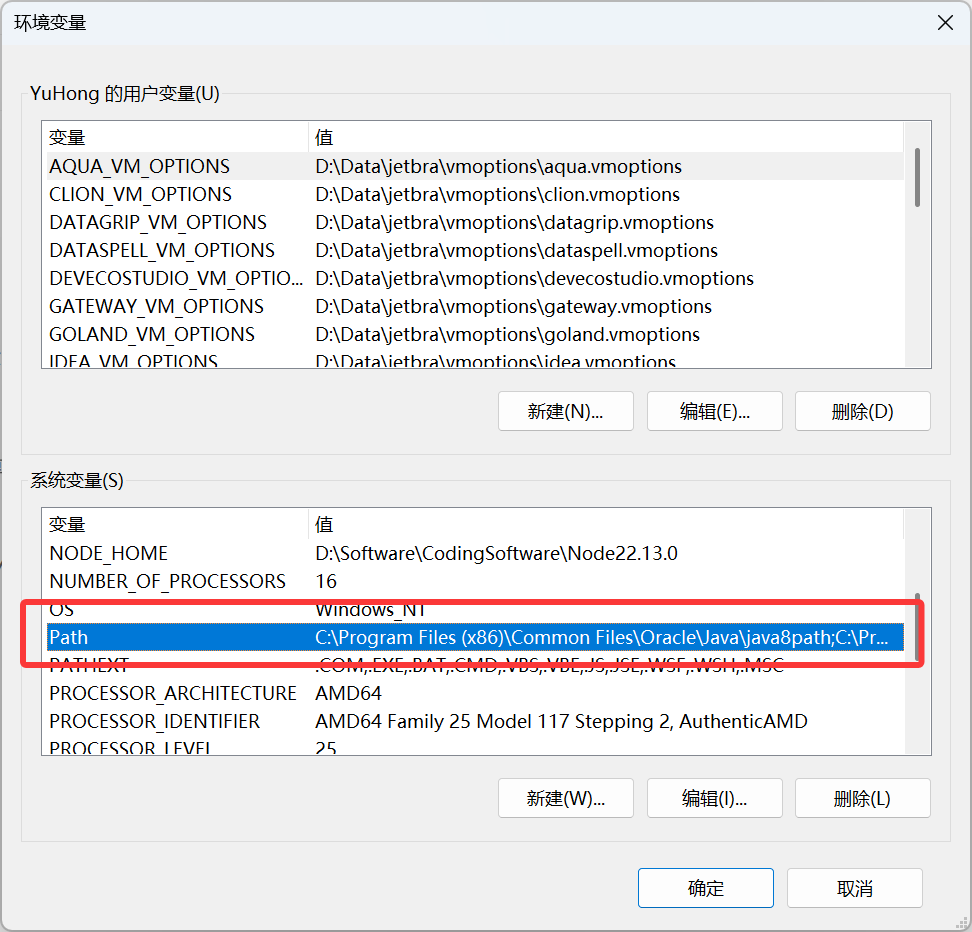 环境变量
YuHong 的用户变量(U)
变量 值
AQUA_VM_OPTIONS D:\Data\jetbra\vmoptions\aqua.vmoptions
CLION_VM_OPTIONS D:\Data\jetbra\vmoptions\clion.vmoptions
DATAGRIP_VM_OPTIONS D:\Data\jetbra\vmoptions\datagrip.vmoptions
DATASPELL_VM_OPTIONS D:\Data\jetbra\vmoptions\dataspell.vmoptions
DEVECOSTUDIO_VM_OPTIO... D:\Data\jetbra\vmoptions\devecostudio.vmoptions
GATEWAY_VM_OPTIONS D:\Data\jetbra\vmoptions\gateway.vmoptions
GOLAND_VM_OPTIONS D:\Data\jetbra\vmoptions\goland.vmoptions
IDEA_VM_OPTIONS D:\Data\jetbra\vmoptions\idea.vmoptions
新建(N)... 编辑(E)... 删除(D)
系统变量(S)
变量 值
NODE_HOME D:\Software\CodingSoftware\Node22.13.0
NUMBER_OF_PROCESSORS 16
OS Windows_NT
Path C:\Program Files (x86)\Common Files\Oracle\Java\java8path;C:\Pr...
PATHEXT .COM;.EXE;.BAT;.CMD;.VBS;.VBE;.JS;.JSE;.WSF;.WSH;.MSC
PROCESSOR_ARCHITECTURE AMD64
PROCESSOR_IDENTIFIER AMD64 Family 25 Model 117 Stepping 2, AuthenticAMD
PROCESSOR_LEVEL 25
新建(W)... 编辑(I)... 删除(L)
确定 取消